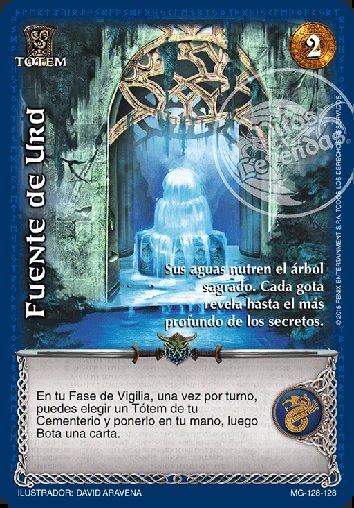 TÓTEM
2
Fuente de Urd
Mitos
Leyendas
Sus aguas nutren el árbol
sagrado. Cada gota
revela hasta el más
profundo de los secretos.
En tu Fase de Vigilia, una vez por turno,
puedes elegir un Tótem de tu
Cementerio y ponerlo en tu mano, luego
Bota una carta.
ILUSTRADOR: DAVID ARAVENA
MG-128-128